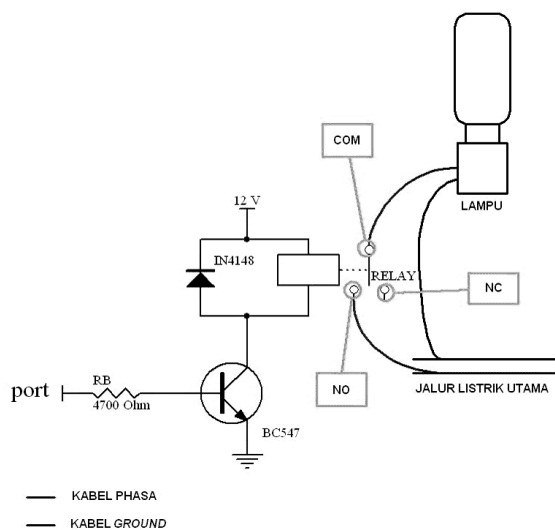 COM
LAMPU
12 V
IN4148
RELAY
NC
NO
JALUR LISTRIK UTAMA
port
RB
4700 Ohm
BC547
KABEL PHASA
KABEL GROUND